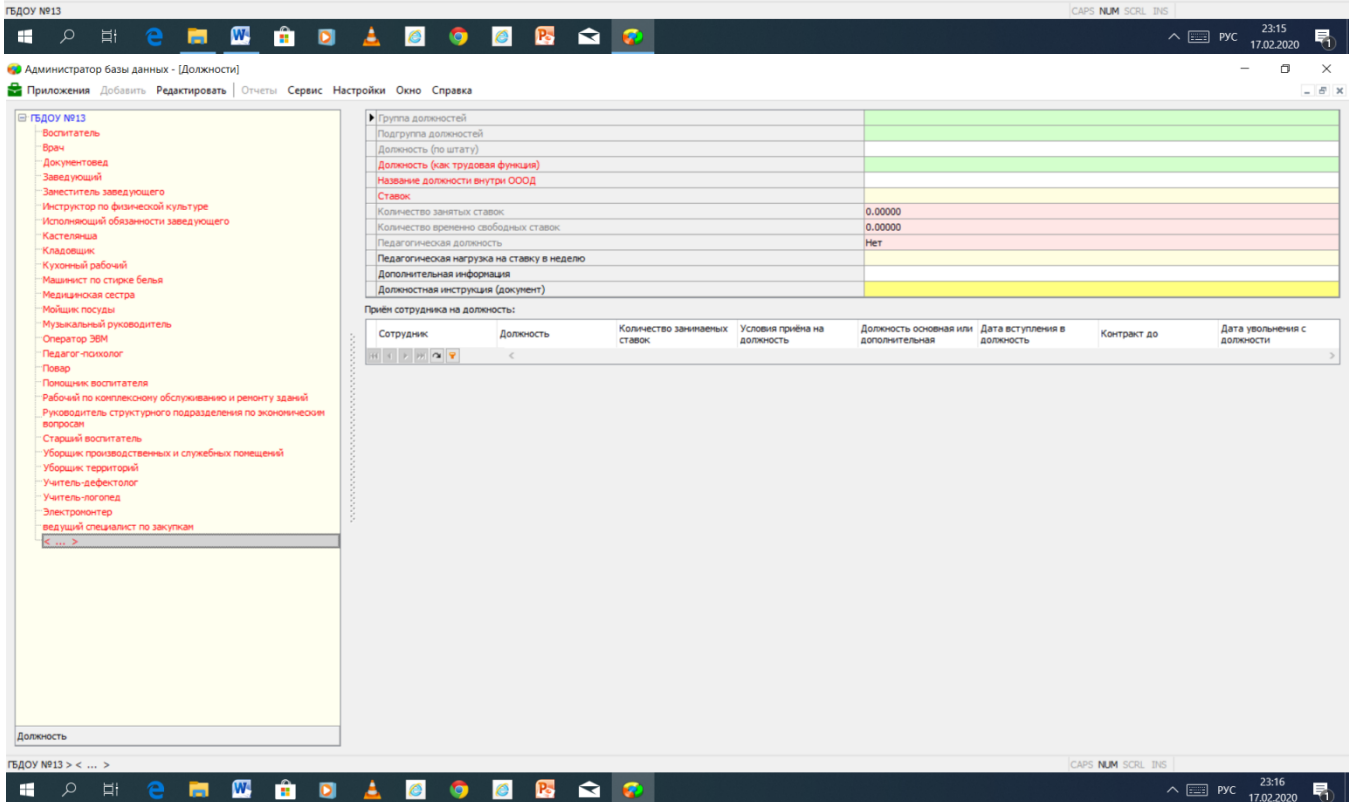 ГБДОУ №13
CAPS NUM SCRL INS
РУС
23:15
17.02.2020
1
Администратор базы данных - [Должности]
Приложения Добавить Редактировать Отчеты Сервис Настройки Окно Справка
ГБДОУ №13
Воспитатель
Врач
Документовед
Заведующий
Заместитель заведующего
Инструктор по физической культуре
Исполняющий обязанности заведующего
Кастелянша
Кладовщик
Кухонный рабочий
Машинист по стирке белья
Медицинская сестра
Мойщик посуды
Музыкальный руководитель
Оператор ЭВМ
Педагог-психолог
Повар
Помощник воспитателя
Рабочий по комплексному обслуживанию и ремонту зданий
Руководитель структурного подразделения по экономическим
вопросам
Старший воспитатель
Уборщик производственных и служебных помещений
Уборщик территорий
Учитель-дефектолог
Учитель-логопед
Электромонтер
ведущий специалист по закупкам
< ... >
Должность
Группа должностей
Подгруппа должностей
Должность (по штату)
Должность (как трудовая функция)
Название должности внутри ОООД
Ставок
Количество занятых ставок 0.00000
Количество временно свободных ставок 0.00000
Педагогическая должность Нет
Педагогическая нагрузка на ставку в неделю
Дополнительная информация
Должностная инструкция (документ)
Приём сотрудника на должность:
Сотрудник Должность Количество занимаемых ставок Условия приёма на должность Должность основная или дополнительная Дата вступления в должность Контракт до Дата увольнения с должности
ГБДОУ №13 > < ... >
CAPS NUM SCRL INS
РУС
23:16
17.02.2020
1